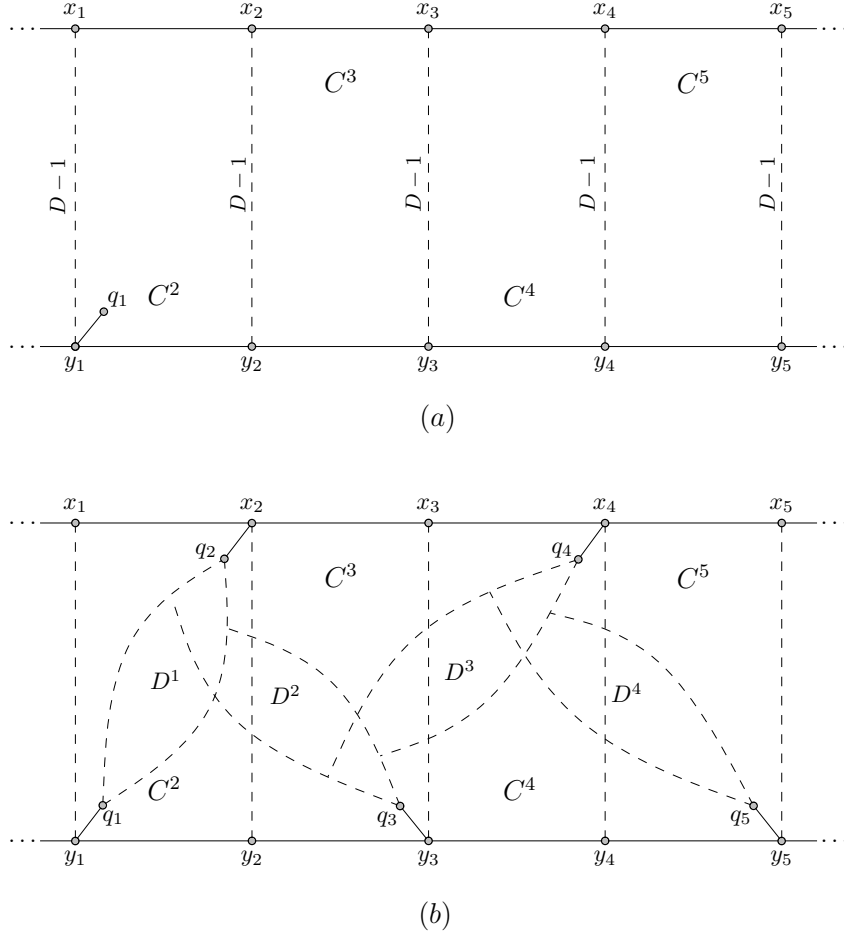 … x₁ x₂ x₃ x₄ x₅ …
C³ C⁵
D − 1 D − 1 D − 1 D − 1 D − 1
q₁ C² C⁴
… y₁ y₂ y₃ y₄ y₅ …
(a)
… x₁ x₂ x₃ x₄ x₅ …
q₂ q₄
C³ C⁵
D¹ D² D³ D⁴
C² C⁴
q₁ q₃ q₅
… y₁ y₂ y₃ y₄ y₅ …
(b)